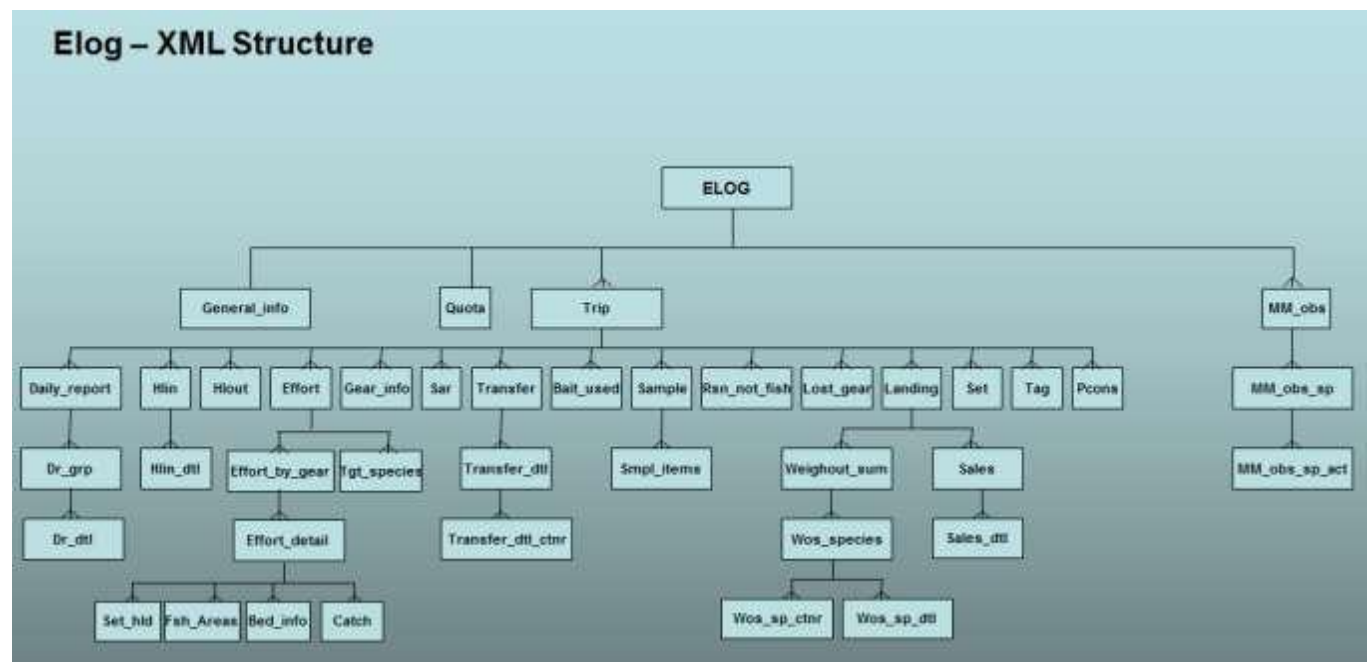 Elog – XML Structure
ELOG
General_info Quota Trip MM_obs
Daily_report Hlin Hlout Effort Gear_info Sar Transfer Bait_used Sample Rsn_not_fish Lost_gear Landing Set Tag Pcons MM_obs_sp
Dr_grp Hlin_dtl Effort_by_gear Tgt_species Transfer_dtl Smpl_items Weighout_sum Sales MM_obs_sp_act
Dr_dtl Effort_detail Transfer_dtl_ctnr Wos_species Sales_dtl
Set_hld Fsh_Areas Bed_info Catch Wos_sp_ctnr Wos_sp_dtl